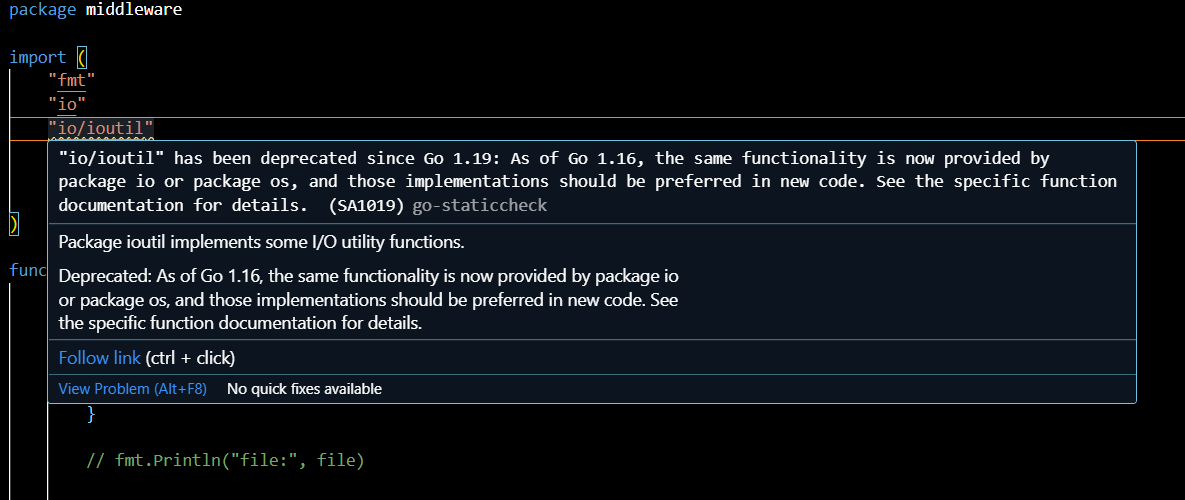 package middleware
import (
"fmt"
"io"
"io/ioutil"
"io/ioutil" has been deprecated since Go 1.19: As of Go 1.16, the same functionality is now provided by
package io or package os, and those implementations should be preferred in new code. See the specific function
documentation for details.  (SA1019) go-staticcheck
)
Package ioutil implements some I/O utility functions.
func
Deprecated: As of Go 1.16, the same functionality is now provided by package io
or package os, and those implementations should be preferred in new code. See
the specific function documentation for details.
Follow link (ctrl + click)
View Problem (Alt+F8) No quick fixes available
}
// fmt.Println("file:", file)